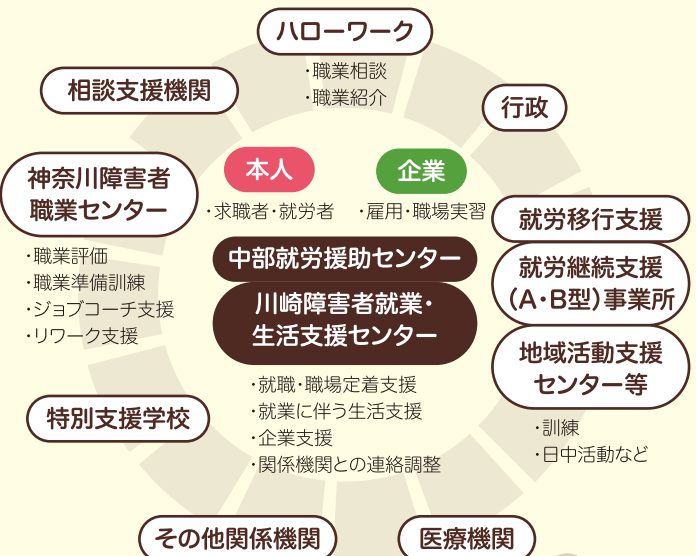 ハローワーク
・職業相談
・職業紹介
相談支援機関
行政
神奈川障害者
職業センター
・職業評価
・職業準備訓練
・ジョブコーチ支援
・リワーク支援
本人
・求職者・就労者
企業
・雇用・職場実習
中部就労援助センター
川崎障害者就業・
生活支援センター
・就職・職場定着支援
・就業に伴う生活支援
・企業支援
・関係機関との連絡調整
就労移行支援
就労継続支援
(A・B型)事業所
地域活動支援
センター等
・訓練
・日中活動など
特別支援学校
その他関係機関
医療機関